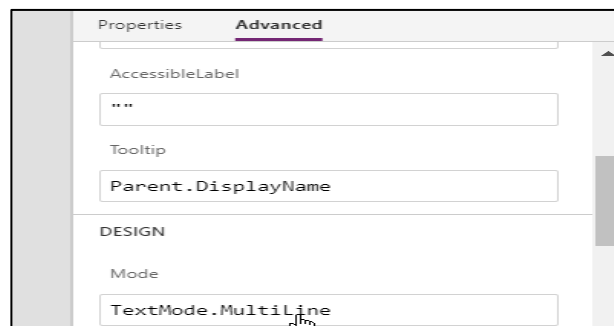 Properties Advanced
AccessibleLabel
""
Tooltip
Parent.DisplayName
DESIGN
Mode
TextMode.MultiLine